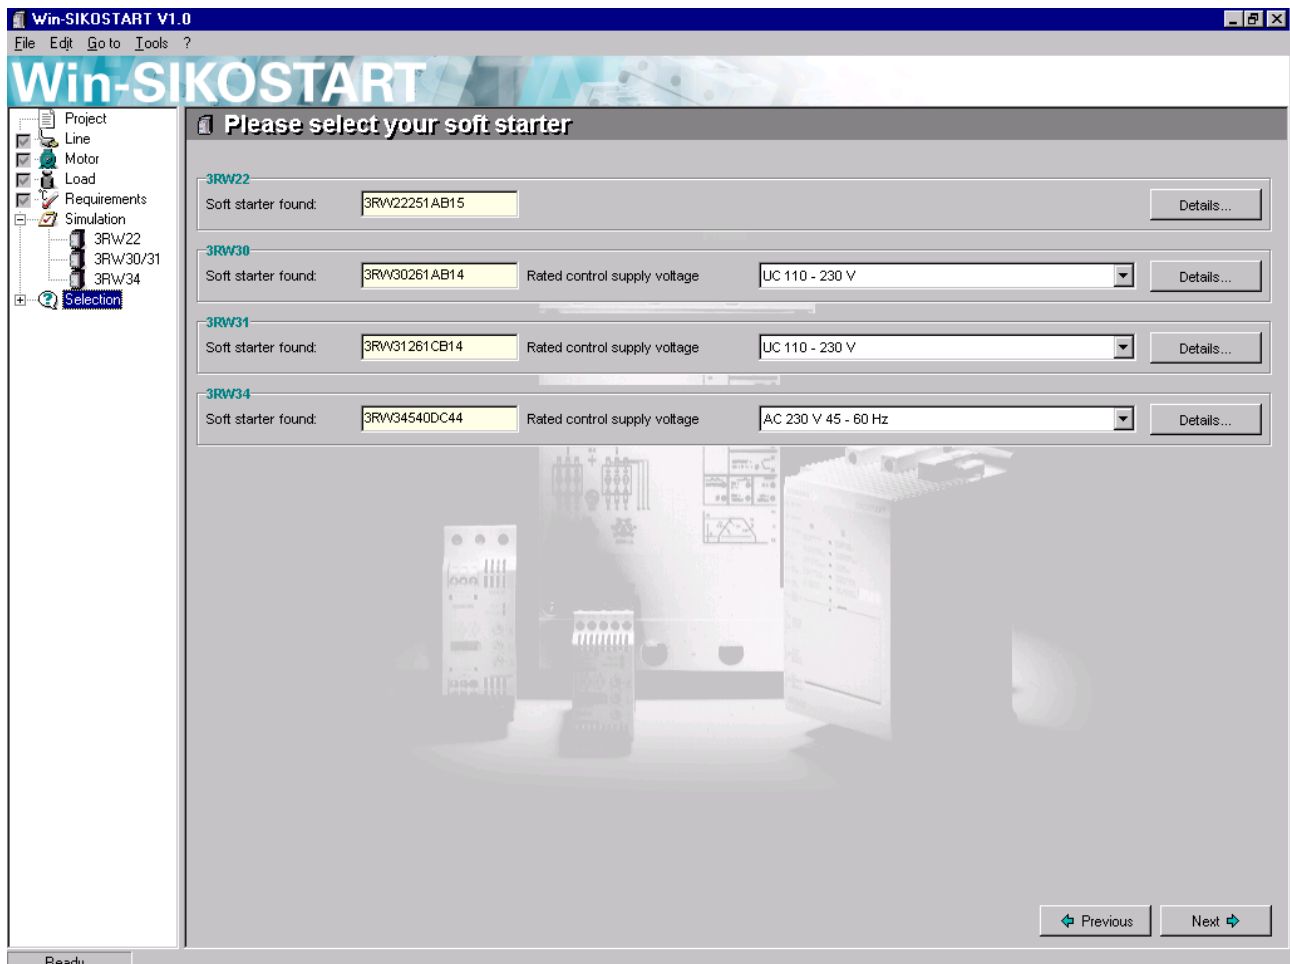 Win-SIKOSTART V1.0
File Edit Go to Tools ?
Win-SIKOSTART
Project
Line
Motor
Load
Requirements
Simulation
3RW22
3RW30/31
3RW34
Selection
Please select your soft starter
3RW22
Soft starter found: 3RW22251AB15 Details...
3RW30
Soft starter found: 3RW30261AB14 Rated control supply voltage UC 110 - 230 V Details...
3RW31
Soft starter found: 3RW31261CB14 Rated control supply voltage UC 110 - 230 V Details...
3RW34
Soft starter found: 3RW34540DC44 Rated control supply voltage AC 230 V 45 - 60 Hz Details...
Previous Next
Ready